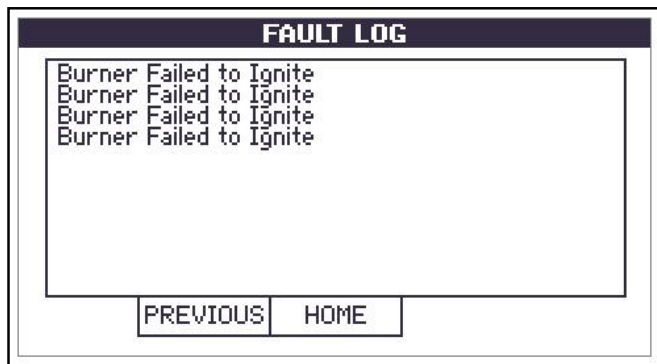 FAULT LOG
Burner Failed to Ignite
Burner Failed to Ignite
Burner Failed to Ignite
Burner Failed to Ignite
PREVIOUS HOME